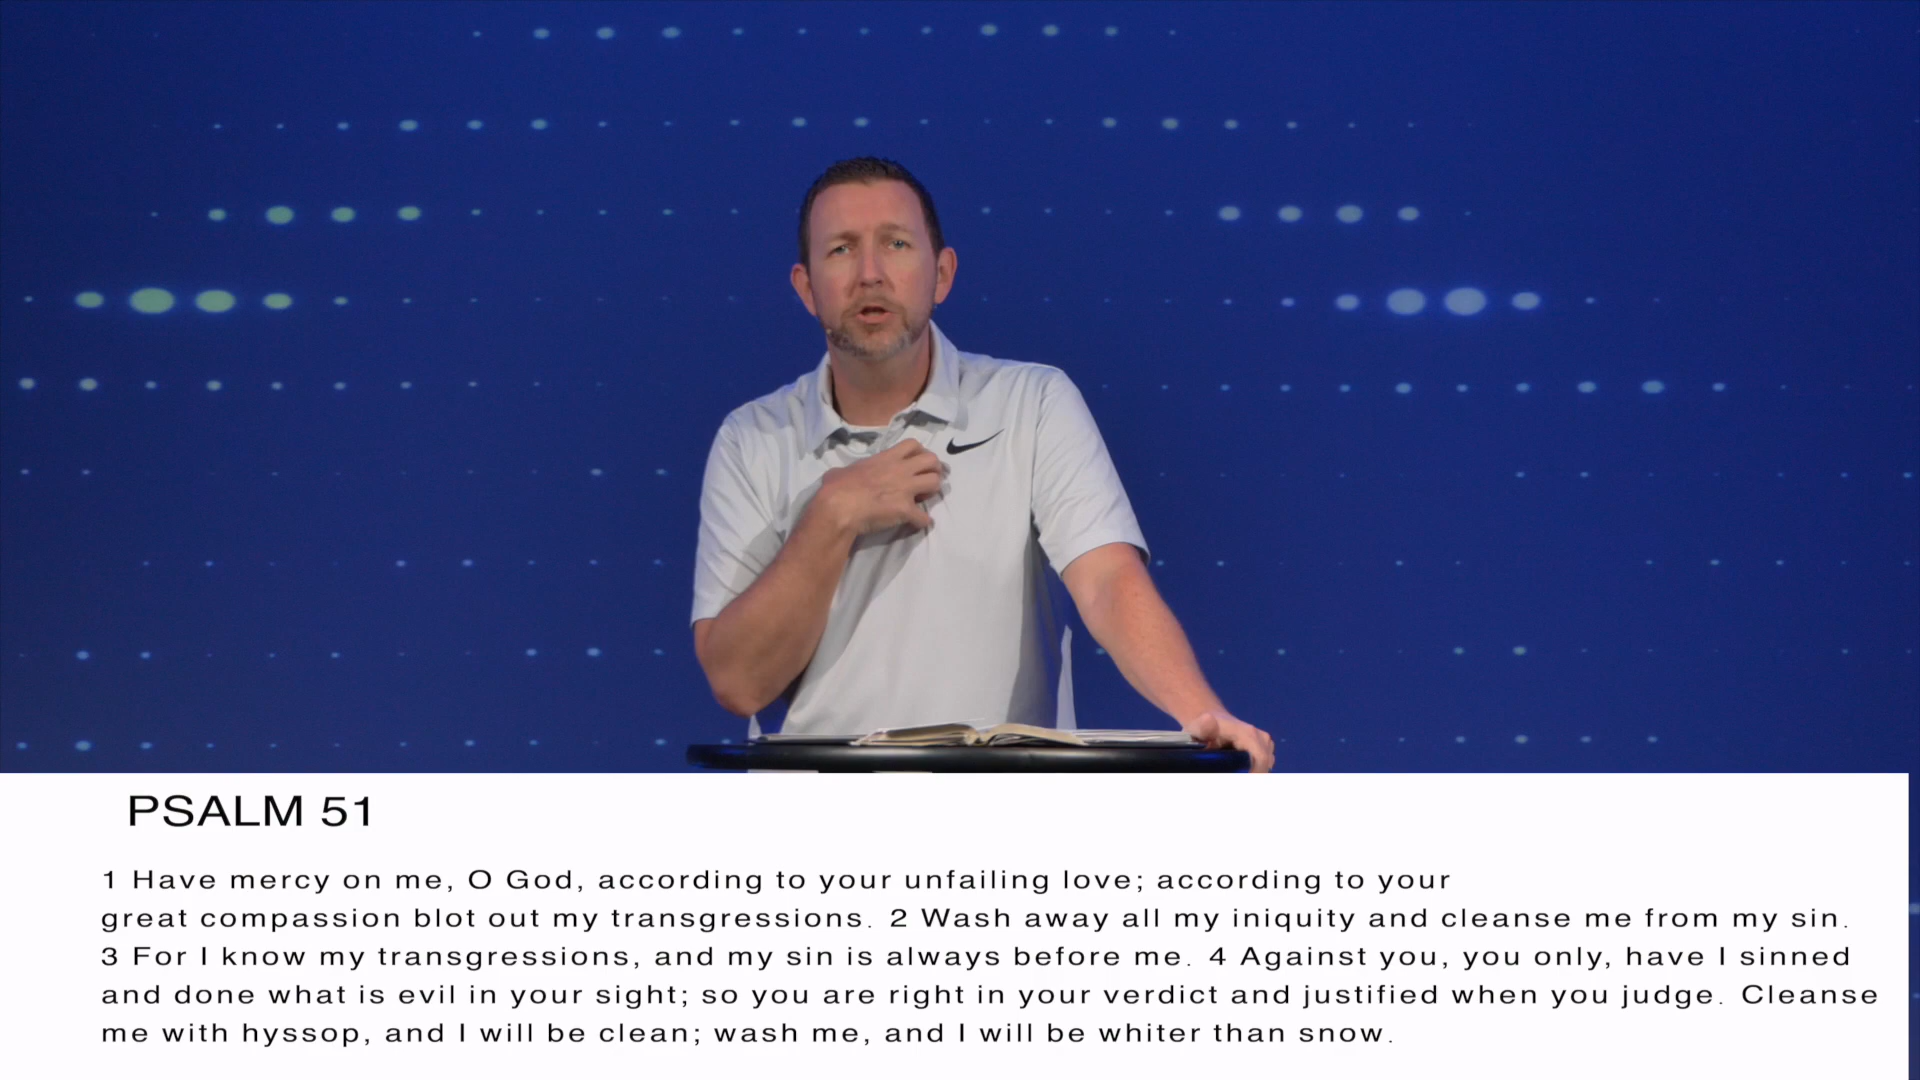 PSALM 51
1 Have mercy on me, O God, according to your unfailing love; according to your
great compassion blot out my transgressions. 2 Wash away all my iniquity and cleanse me from my sin.
3 For I know my transgressions, and my sin is always before me. 4 Against you, you only, have I sinned
and done what is evil in your sight; so you are right in your verdict and justified when you judge. Cleanse
me with hyssop, and I will be clean; wash me, and I will be whiter than snow.